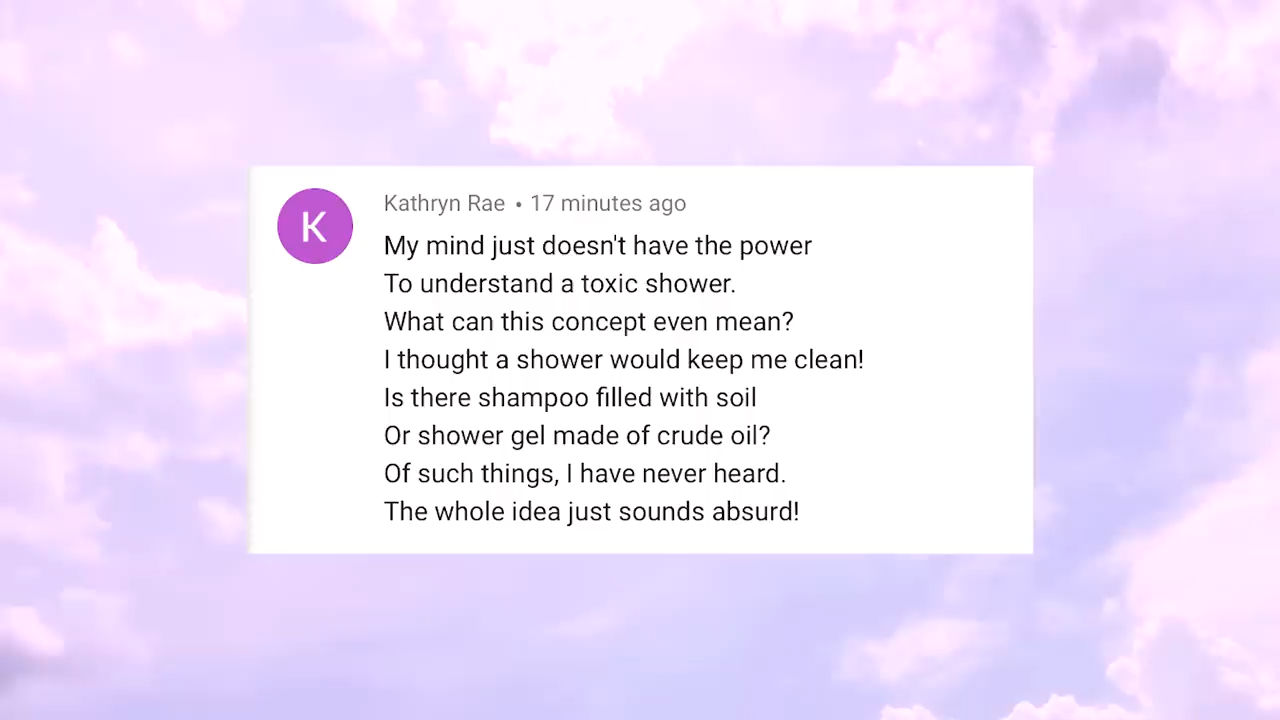 K
Kathryn Rae • 17 minutes ago
My mind just doesn't have the power
To understand a toxic shower.
What can this concept even mean?
I thought a shower would keep me clean!
Is there shampoo filled with soil
Or shower gel made of crude oil?
Of such things, I have never heard.
The whole idea just sounds absurd!